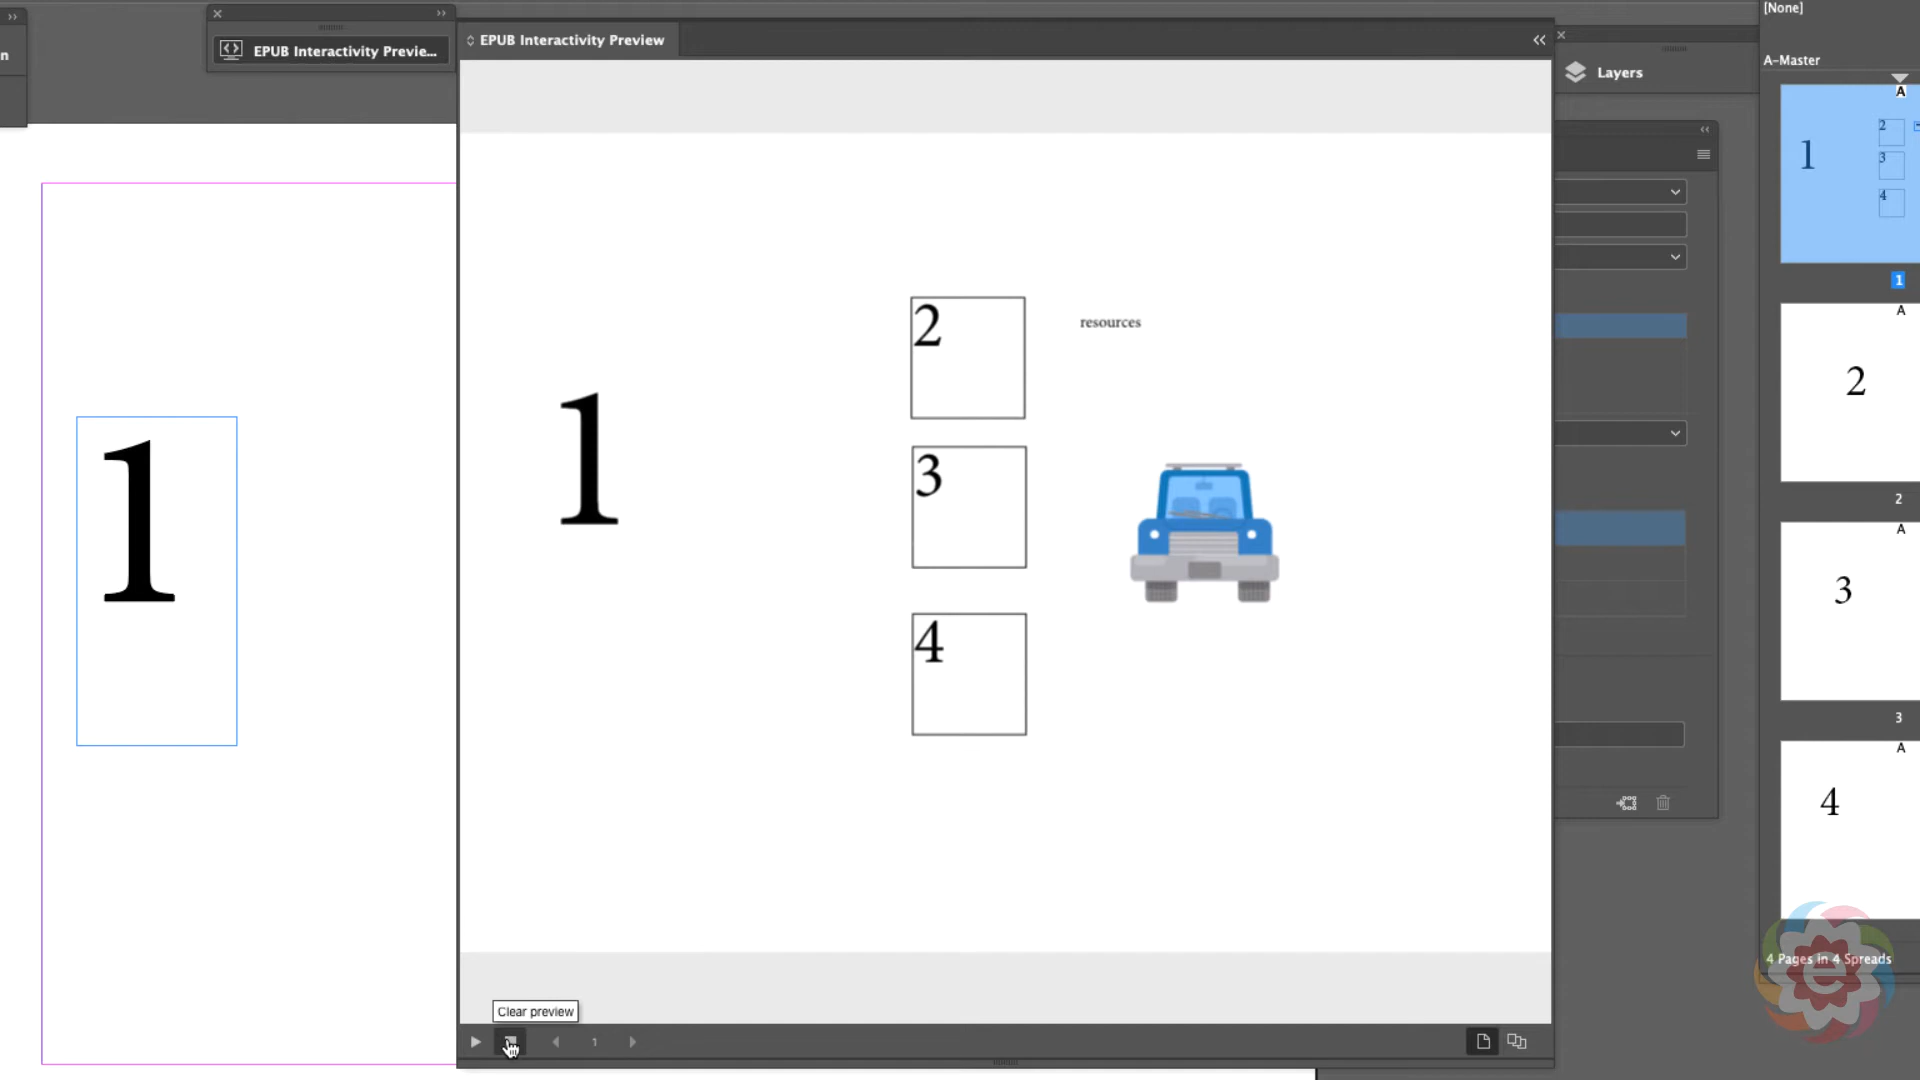 n
EPUB Interactivity Previe...
1
EPUB Interactivity Preview
1
2
resources
3
4
Clear preview
1
Layers
[None]
A-Master
A
1
2
3
4
1
A
2
2
A
3
3
A
4
4 Pages in 4 Spreads
e